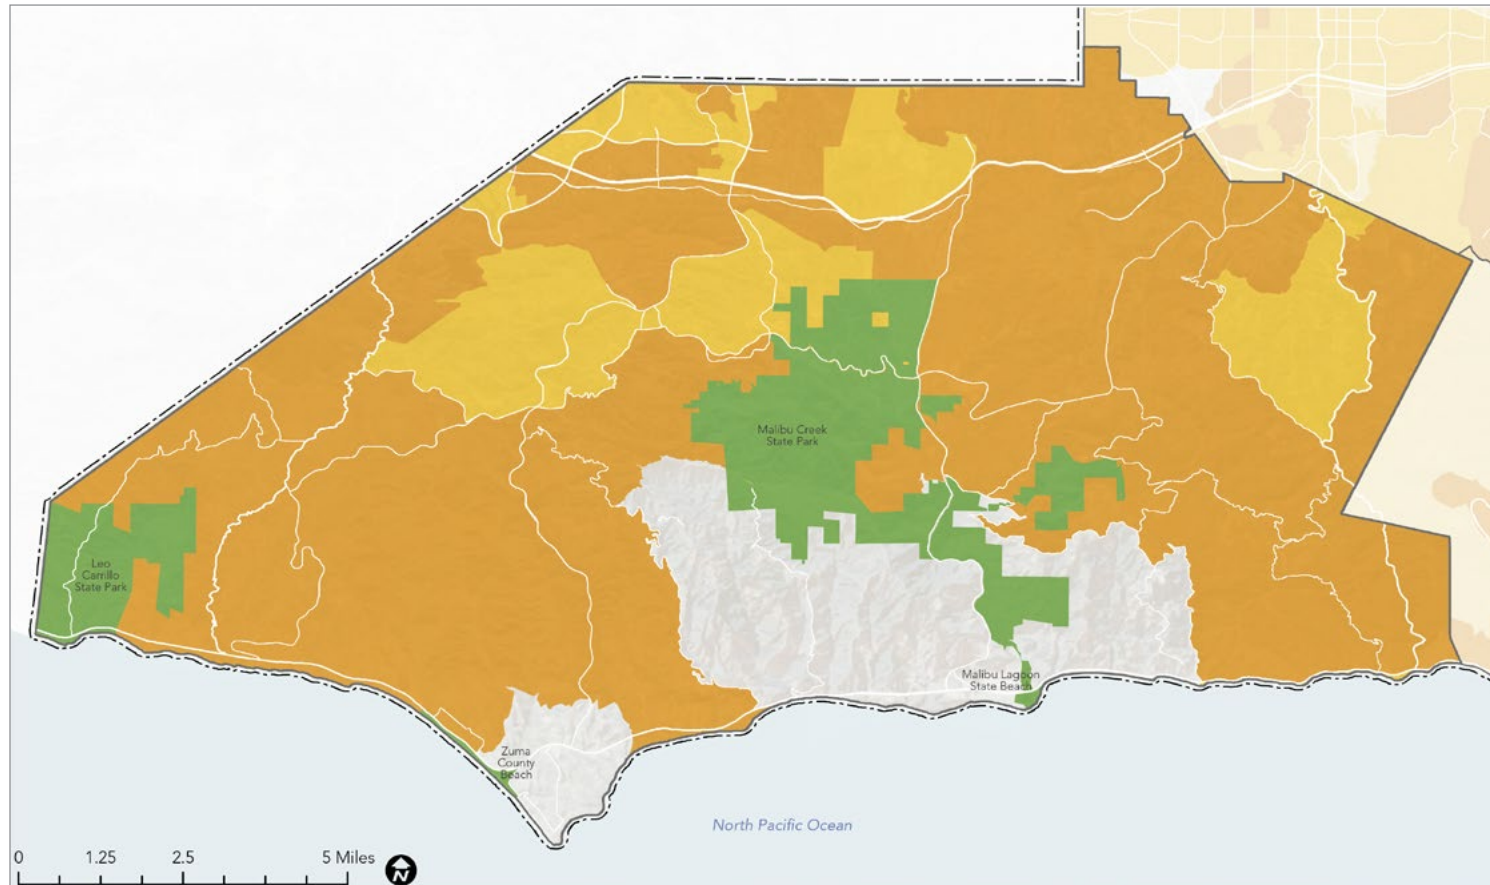 Malibu Creek
State Park
Leo
Carrillo
State Park
Malibu Lagoon
State Beach
Zuma
County
Beach
North Pacific Ocean
0 1.25 2.5 5 Miles
N